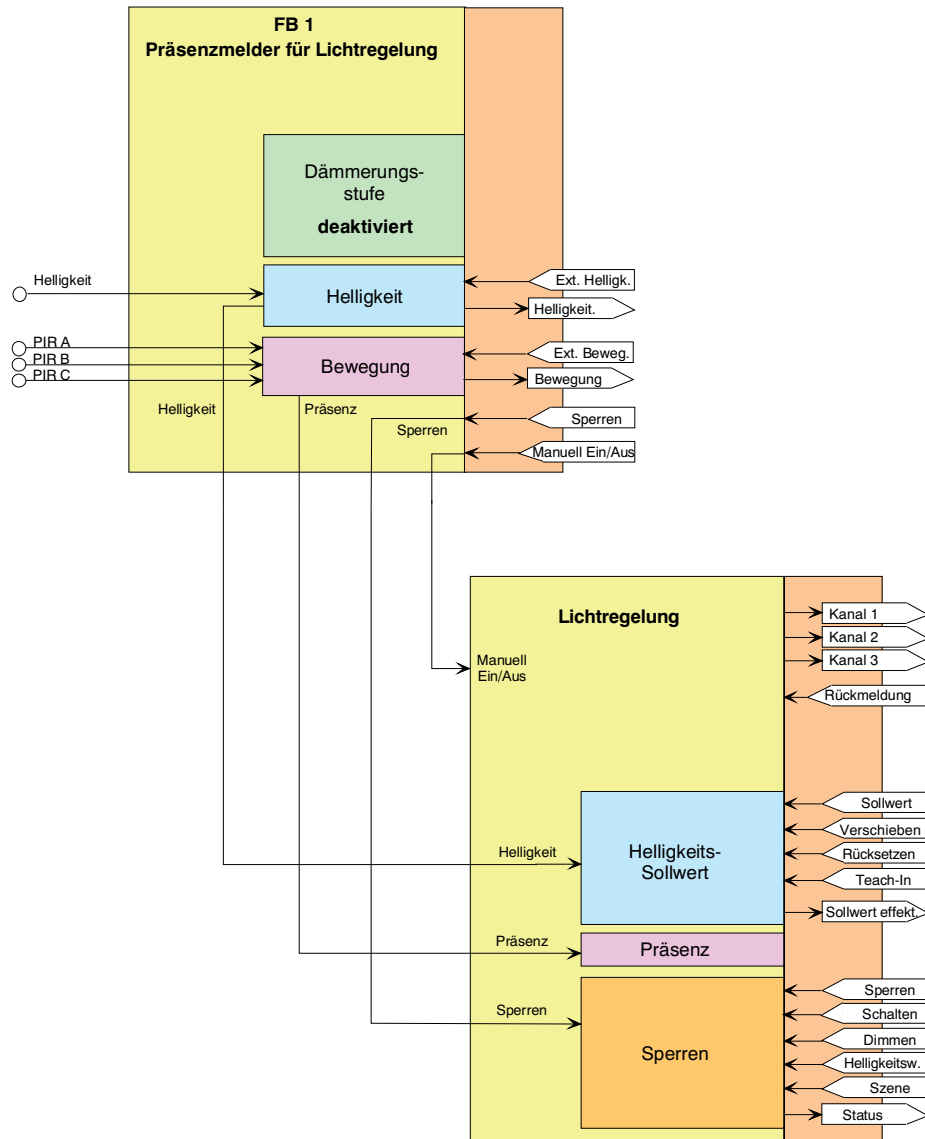 FB 1
Präsenzmelder für Lichtregelung
Dämmerungs-
stufe
deaktiviert
Helligkeit
Helligkeit
Ext. Helligk.
Helligkeit.
PIR A
PIR B
PIR C
Bewegung
Ext. Beweg.
Bewegung
Helligkeit
Präsenz
Sperren
Sperren
Manuell Ein/Aus
Lichtregelung
Kanal 1
Kanal 2
Kanal 3
Manuell
Ein/Aus
Rückmeldung
Helligkeit
Helligkeits-
Sollwert
Sollwert
Verschieben
Rücksetzen
Teach-In
Sollwert effekt.
Präsenz
Präsenz
Sperren
Sperren
Sperren
Schalten
Dimmen
Helligkeitsw.
Szene
Status